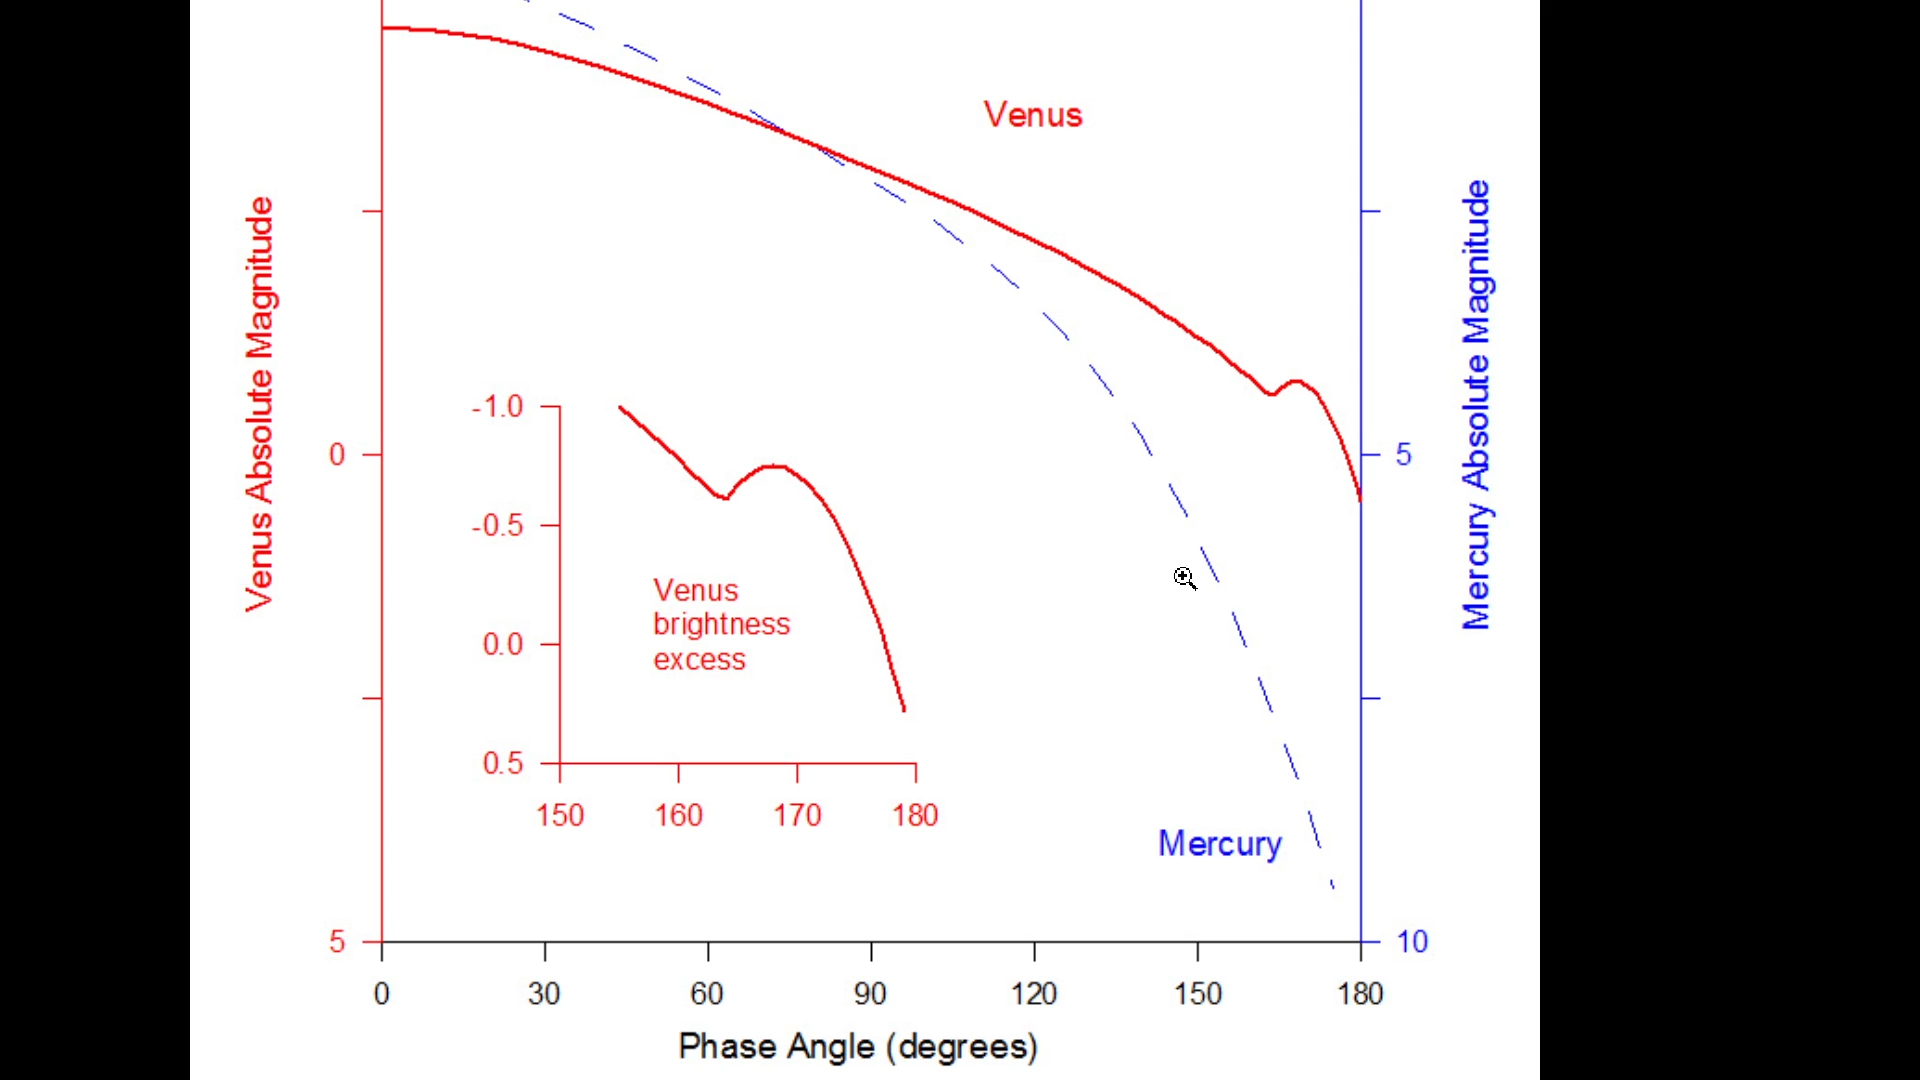 Venus
Venus Absolute Magnitude
Mercury Absolute Magnitude
0
5
5
10
-1.0
-0.5
0.0
0.5
Venus
brightness
excess
150 160 170 180
Mercury
0 30 60 90 120 150 180
Phase Angle (degrees)